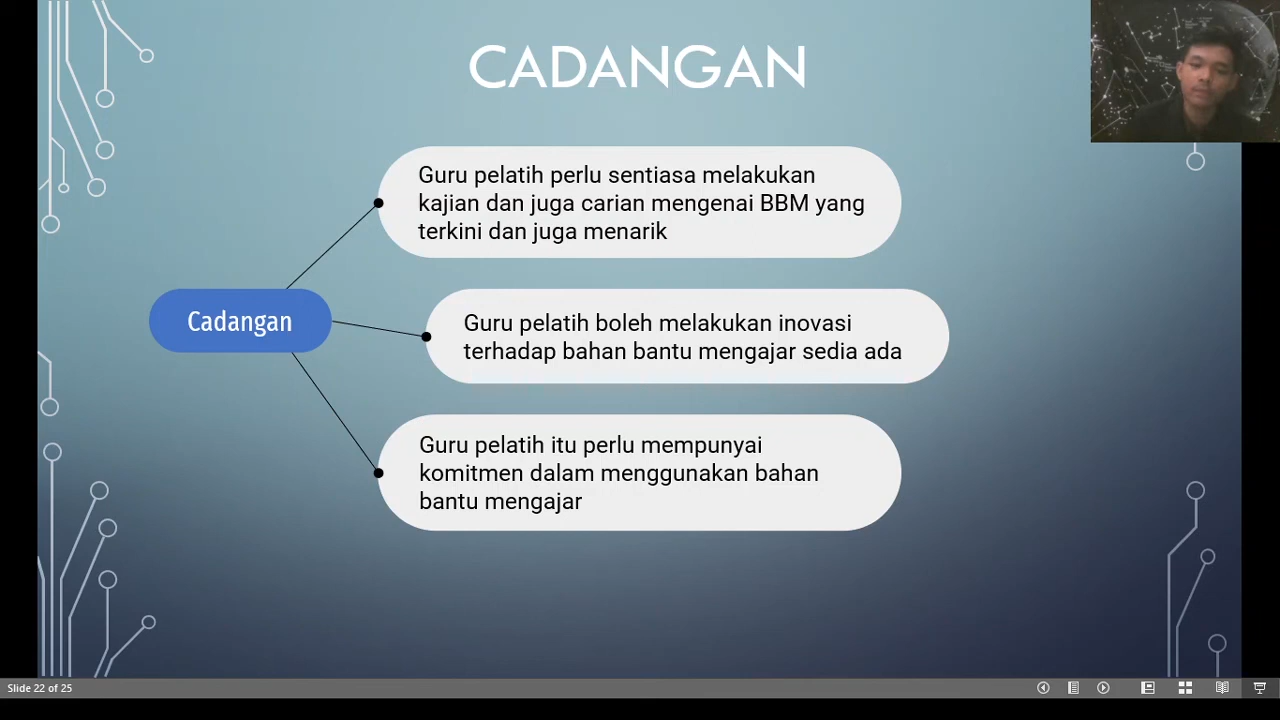 CADANGAN
Guru pelatih perlu sentiasa melakukan
kajian dan juga carian mengenai BBM yang
terkini dan juga menarik
Cadangan
Guru pelatih boleh melakukan inovasi
terhadap bahan bantu mengajar sedia ada
Guru pelatih itu perlu mempunyai
komitmen dalam menggunakan bahan
bantu mengajar
Slide 22 of 25